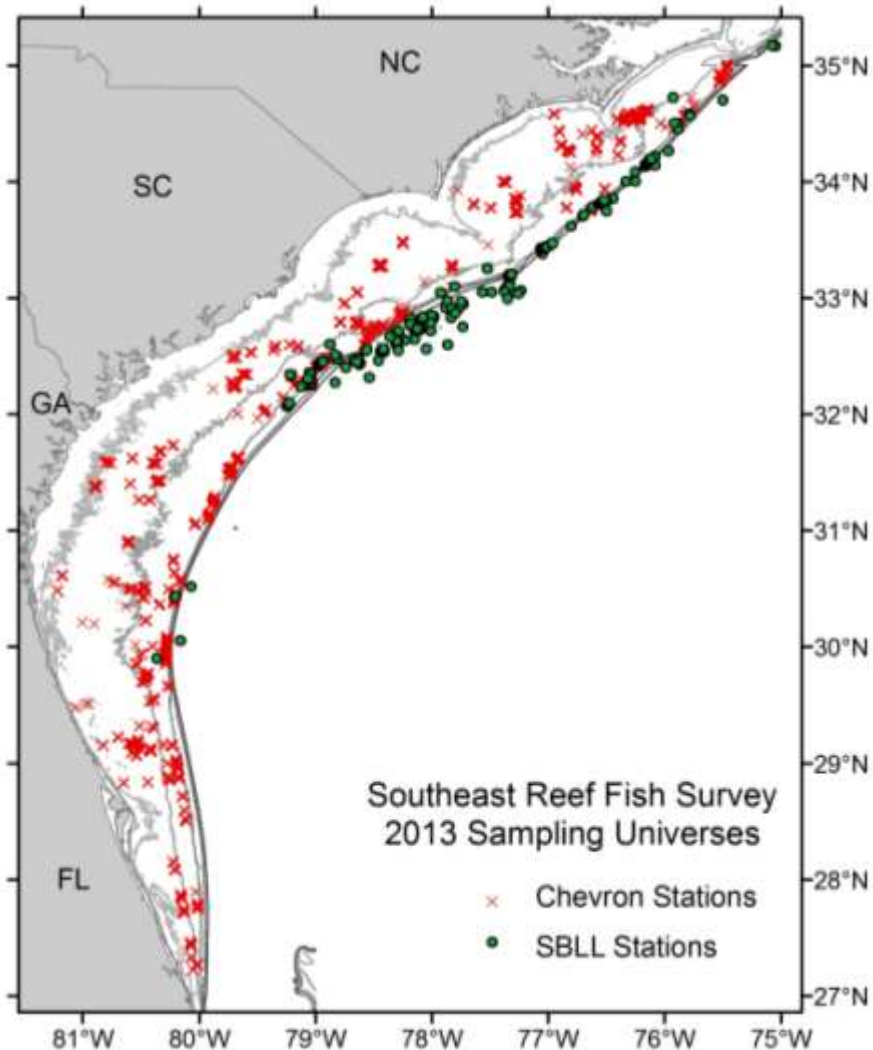 NC
SC
GA
FL
35°N
34°N
33°N
32°N
31°N
30°N
29°N
28°N
27°N
Southeast Reef Fish Survey
2013 Sampling Universes
Chevron Stations
SBLL Stations
81°W 80°W 79°W 78°W 77°W 76°W 75°W